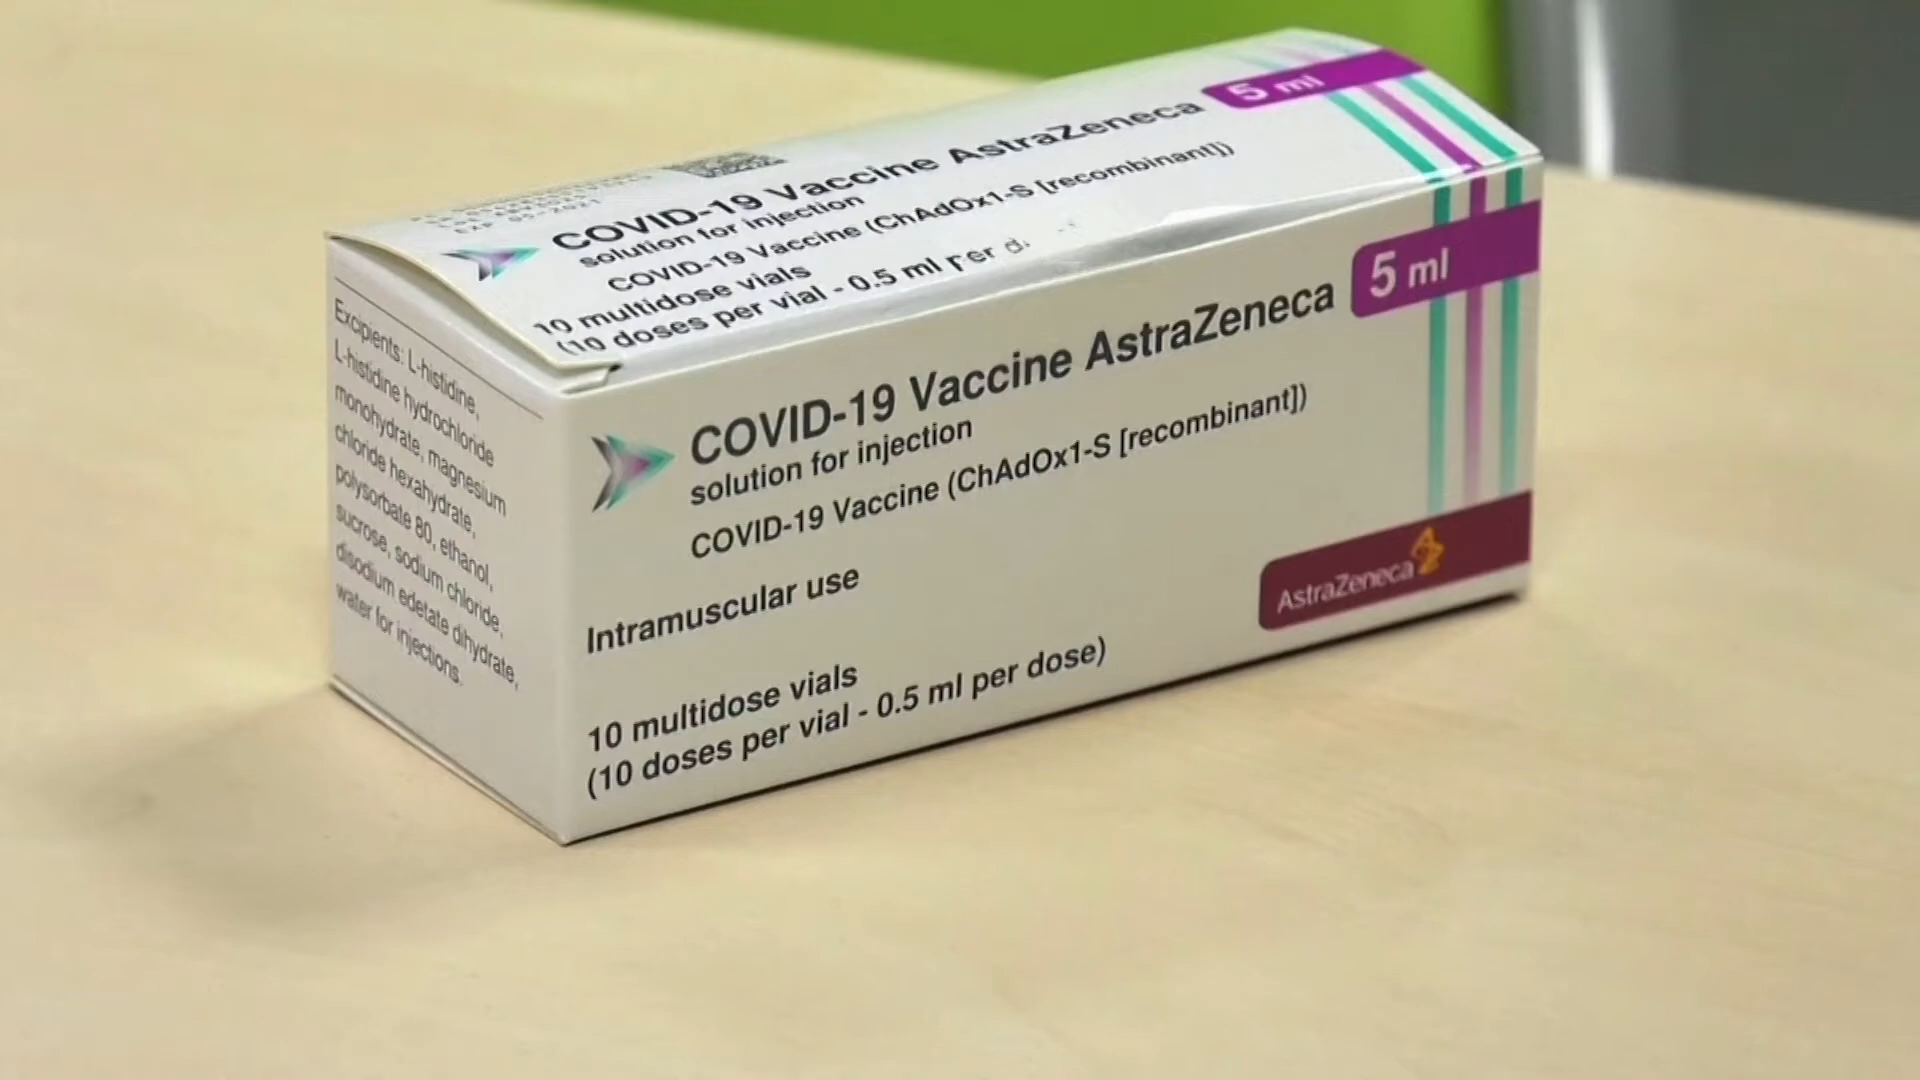 EXP 05-2021
COVID-19 Vaccine AstraZeneca
5 ml
solution for injection
COVID-19 Vaccine (ChAdOx1-S [recombinant])
10 multidose vials
(10 doses per vial - 0.5 ml per
Excipients: L-histidine,
L-histidine hydrochloride
monohydrate, magnesium
chloride hexahydrate,
polysorbate 80, ethanol,
sucrose, sodium chloride,
disodium edetate dihydrate,
water for injections.
COVID-19 Vaccine AstraZeneca
5 ml
solution for injection
COVID-19 Vaccine (ChAdOx1-S [recombinant])
Intramuscular use
AstraZeneca
10 multidose vials
(10 doses per vial - 0.5 ml per dose)